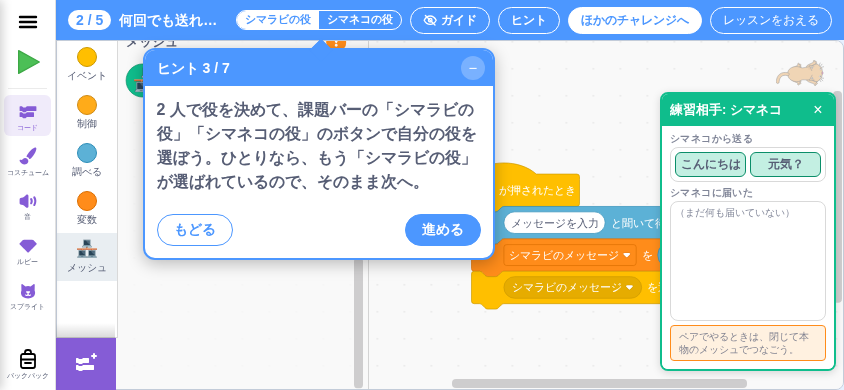 2 / 5 何回でも送れ… シマラビの役 シマネコの役 ガイド ヒント ほかのチャレンジへ レッスンをおえる
コード
コスチューム
音
ルビー
スプライト
バックパック
イベント
制御
調べる
変数
メッシュ
メッシュ
ヒント 3 / 7
2 人で役を決めて、課題バーの「シマラビの
役」「シマネコの役」のボタンで自分の役を
選ぼう。ひとりなら、もう「シマラビの役」
が選ばれているので、そのまま次へ。
もどる 進める
が押されたとき
メッセージを入力 と聞いて
シマラビのメッセージ を
シマラビのメッセージ を
練習相手: シマネコ ×
シマネコから送る
こんにちは 元気？
シマネコに届いた
（まだ何も届いていない）
ペアでやるときは、閉じて本
物のメッシュでつなごう。